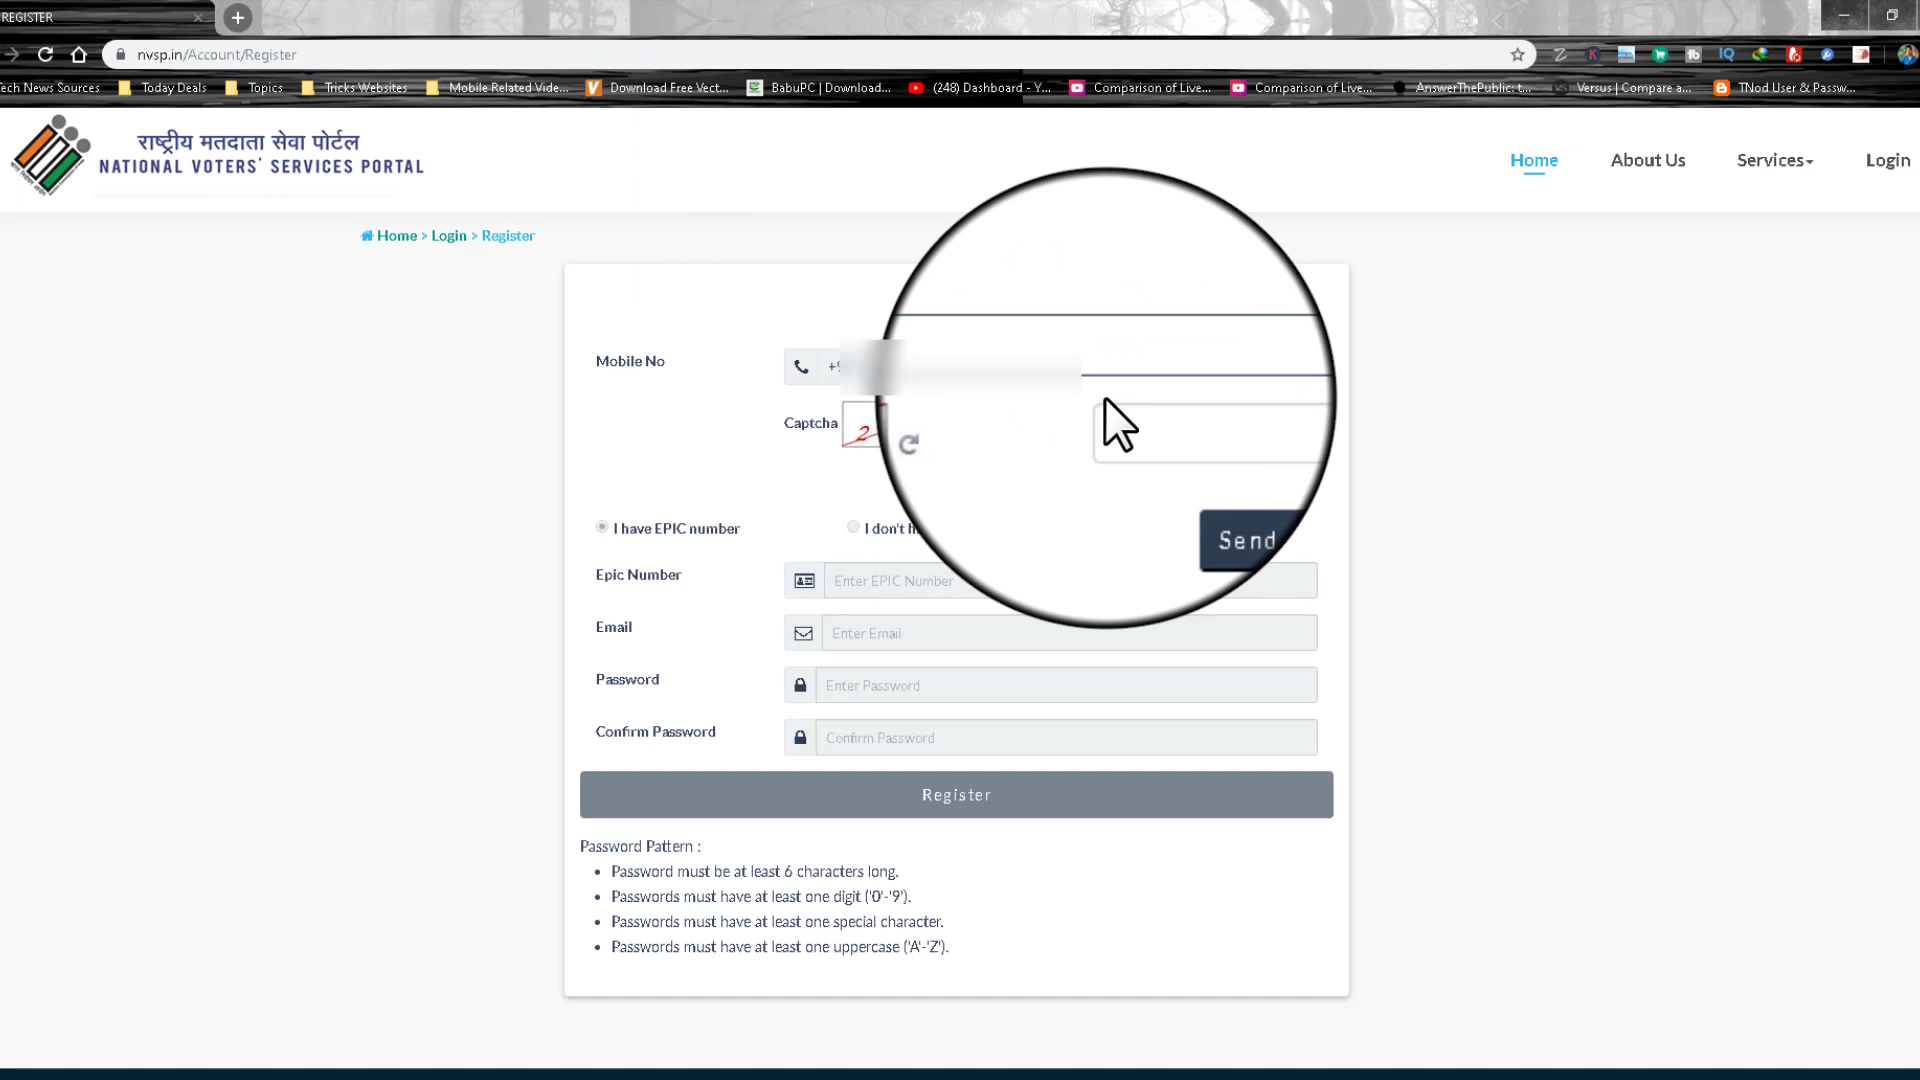 REGISTER
nvsp.in/Account/Register
ech News Sources Today Deals Topics Tricks Websites Mobile Related Vide... Download Free Vect... BabuPC | Download... (248) Dashboard - Y... Comparison of Live... Comparison of Live... AnswerThePublic: t... Versus | Compare a... TNod User & Passw...
राष्ट्रीय मतदाता सेवा पोर्टल
NATIONAL VOTERS' SERVICES PORTAL
Home About Us Services Login
Home > Login > Register
Mobile No
Captcha 2
Send
I have EPIC number I don't
Epic Number Enter EPIC Number
Email Enter Email
Password Enter Password
Confirm Password Confirm Password
Register
Password Pattern :
• Password must be at least 6 characters long.
• Passwords must have at least one digit ('0'-'9').
• Passwords must have at least one special character.
• Passwords must have at least one uppercase ('A'-'Z').